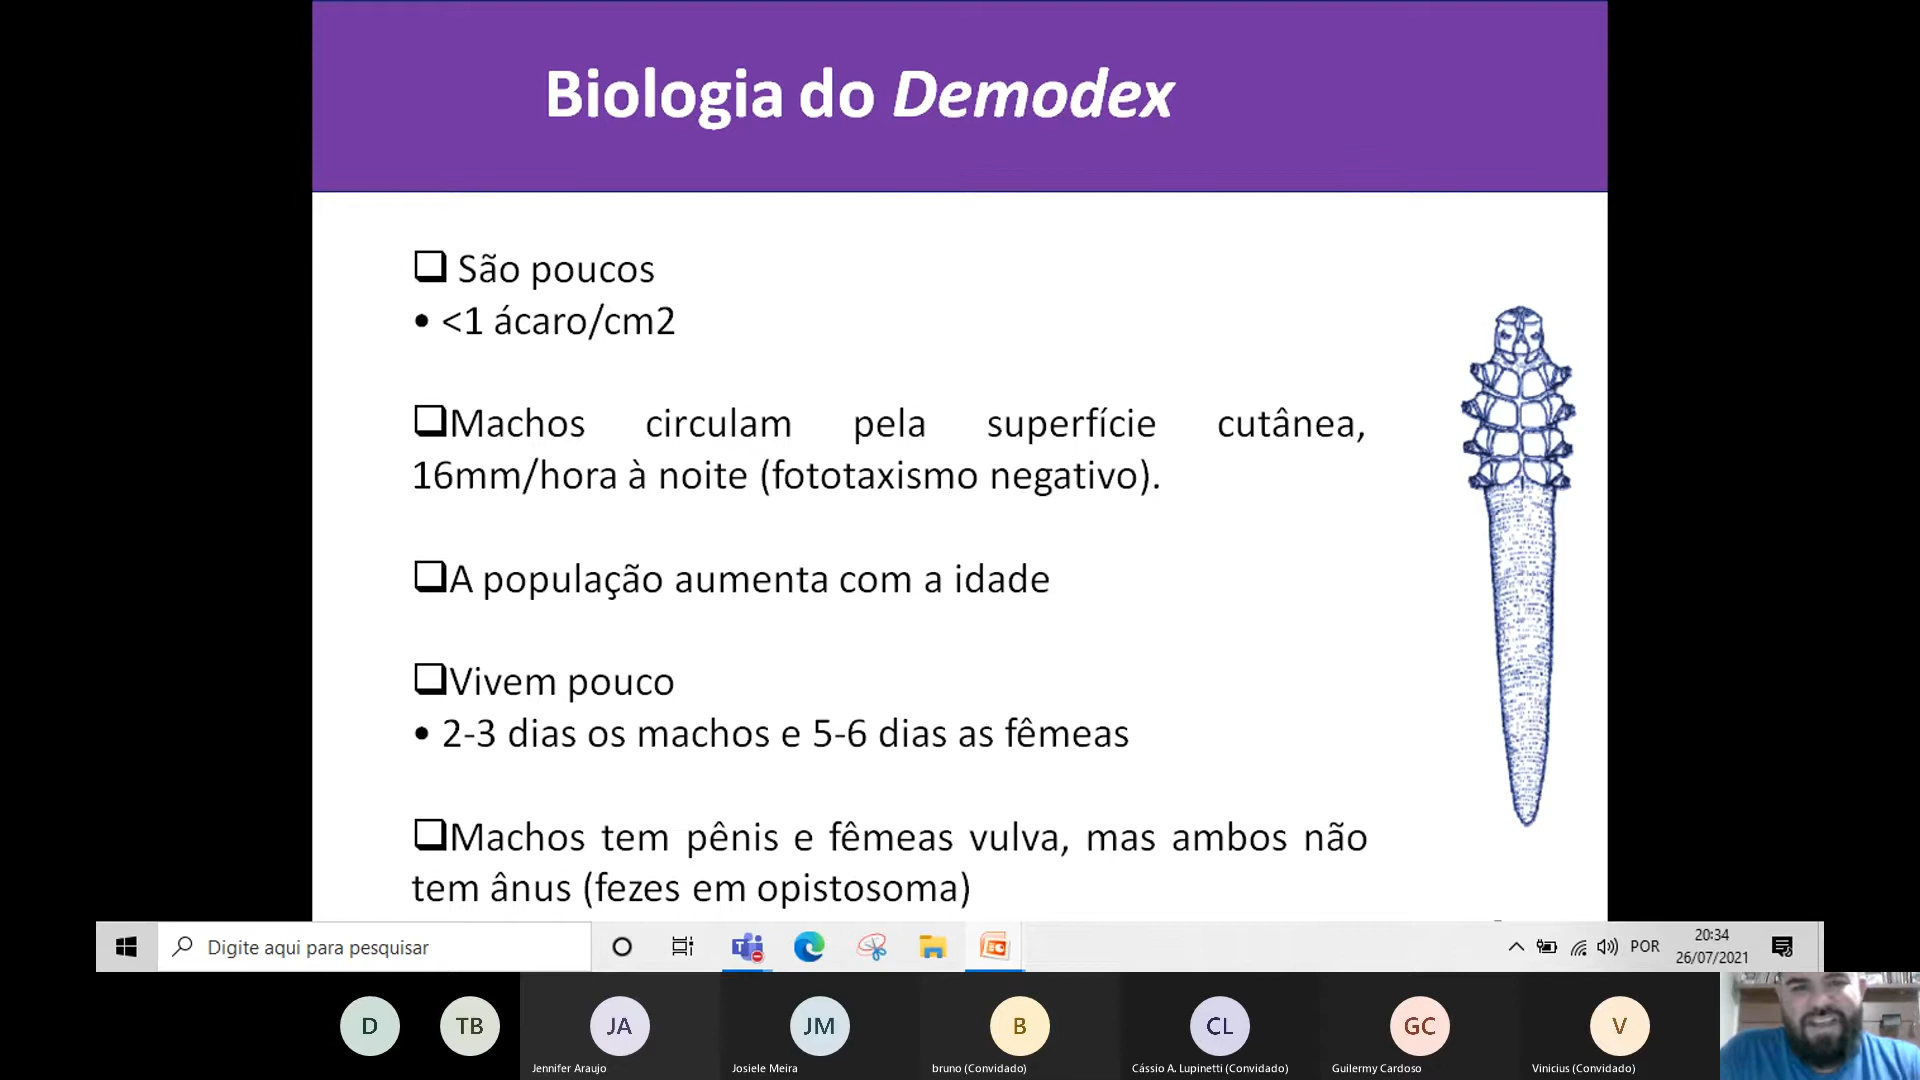 Biologia do Demodex
❑ São poucos
• <1 ácaro/cm2
❑Machos circulam pela superfície cutânea,
16mm/hora à noite (fototaxismo negativo).
❑A população aumenta com a idade
❑Vivem pouco
• 2-3 dias os machos e 5-6 dias as fêmeas
❑Machos tem pênis e fêmeas vulva, mas ambos não
tem ânus (fezes em opistosoma)
Digite aqui para pesquisar
POR
20:34
26/07/2021
D
TB
JA
JM
B
CL
GC
V
Jennifer Araujo
Josiele Meira
bruno (Convidado)
Cássio A. Lupinetti (Convidado)
Guilermy Cardoso
Vinicius (Convidado)